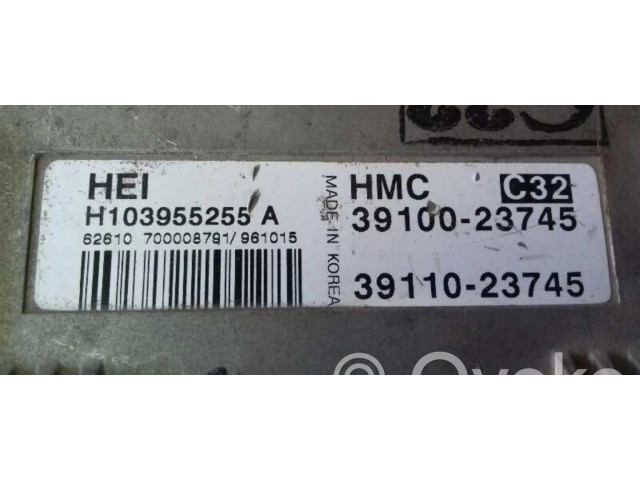 HEI
H103955255 A
62610 700008791/ 961015
MADE IN KOREA
HMC C32
39100-23745
39110-23745